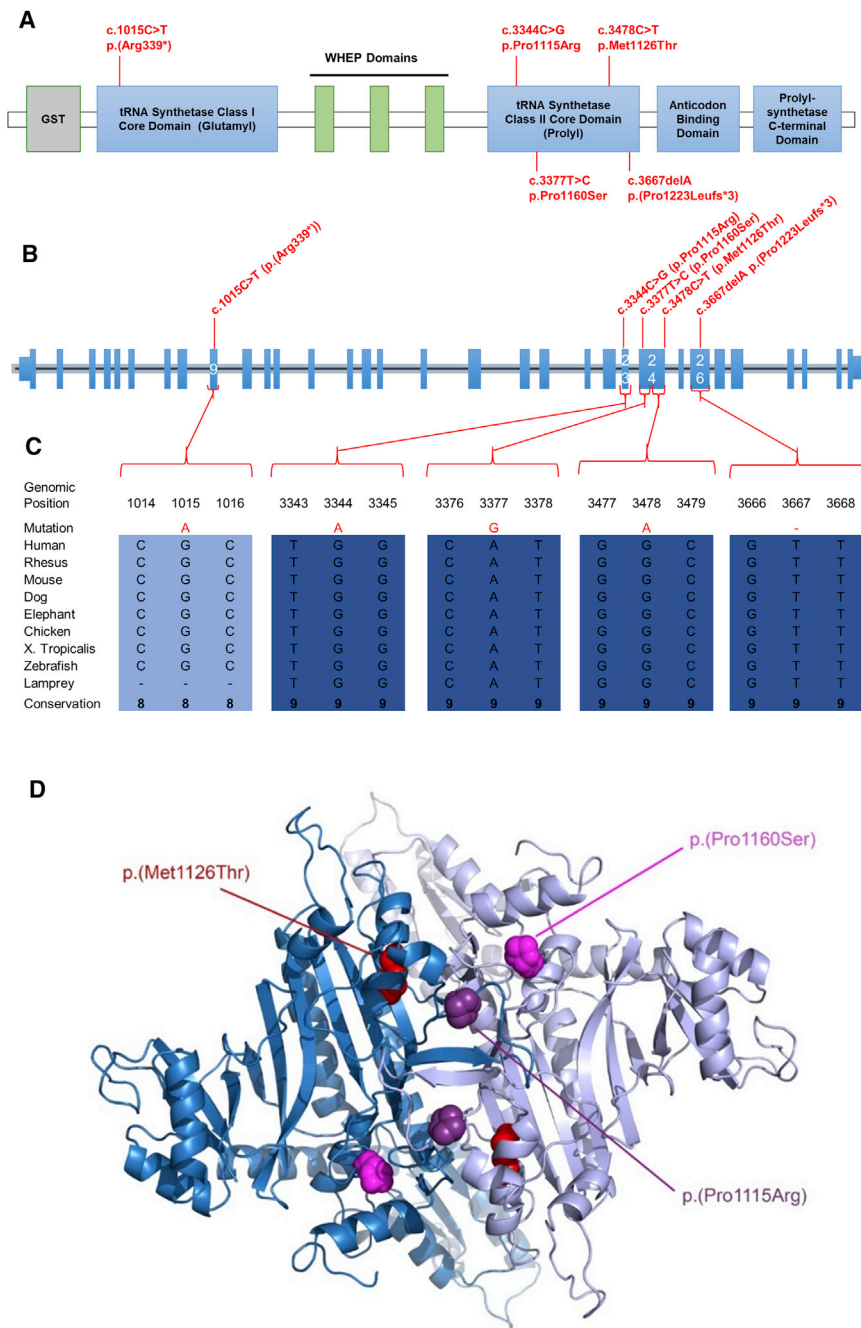 A
c.1015C>T
p.(Arg339*)
c.3344C>G
p.Pro1115Arg
c.3478C>T
p.Met1126Thr
WHEP Domains
GST
tRNA Synthetase Class I
Core Domain (Glutamyl)
tRNA Synthetase
Class II Core Domain
(Prolyl)
Anticodon
Binding
Domain
Prolyl-
synthetase
C-terminal
Domain
c.3377T>C
p.Pro1160Ser
c.3667delA
p.(Pro1223Leufs*3)
B
c.1015C>T (p.(Arg339*))
c.3344C>G (p.Pro1115Arg)
c.3377T>C (p.Pro1160Ser)
c.3478C>T (p.Met1126Thr)
c.3667delA p.(Pro1223Leufs*3)
9
2 2 2
3 4 6
C
Genomic
Position 1014 1015 1016 3343 3344 3345 3376 3377 3378 3477 3478 3479 3666 3667 3668
Mutation A A G A -
Human C G C T G G C A T G G C G T T
Rhesus C G C T G G C A T G G C G T T
Mouse C G C T G G C A T G G C G T T
Dog C G C T G G C A T G G C G T T
Elephant C G C T G G C A T G G C G T T
Chicken C G C T G G C A T G G C G T T
X. Tropicalis C G C T G G C A T G G C G T T
Zebrafish C G C T G G C A T G G C G T T
Lamprey - - - T G G C A T G G C G T T
Conservation 8 8 8 9 9 9 9 9 9 9 9 9 9 9 9
D
p.(Pro1160Ser)
p.(Met1126Thr)
p.(Pro1115Arg)